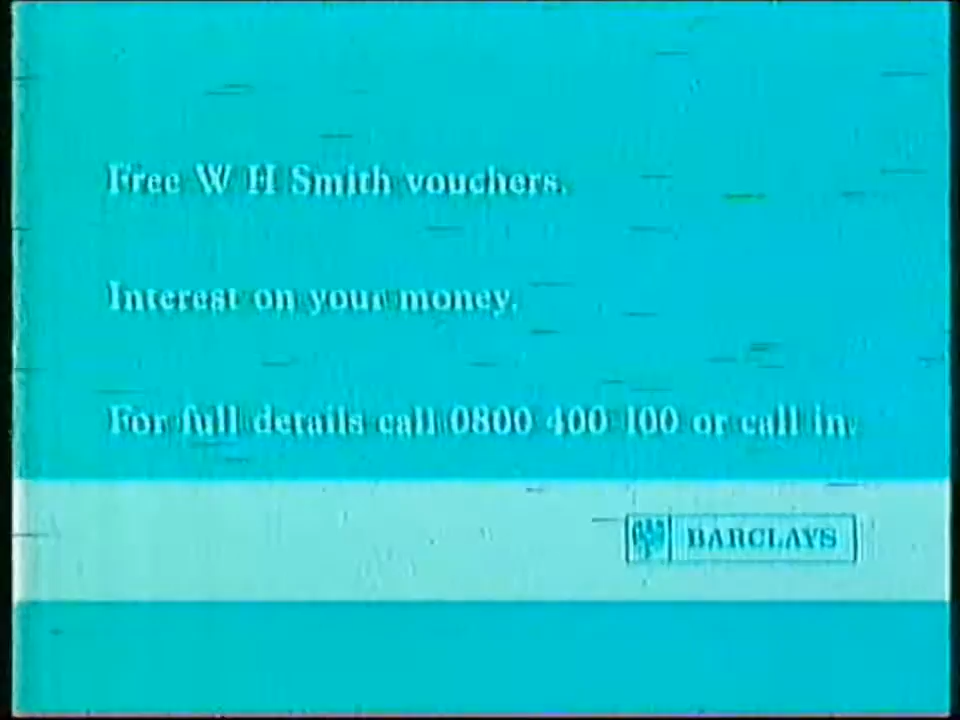 Free W H Smith vouchers.
Interest on your money.
For full details call 0800 400 100 or call in.
BARCLAYS